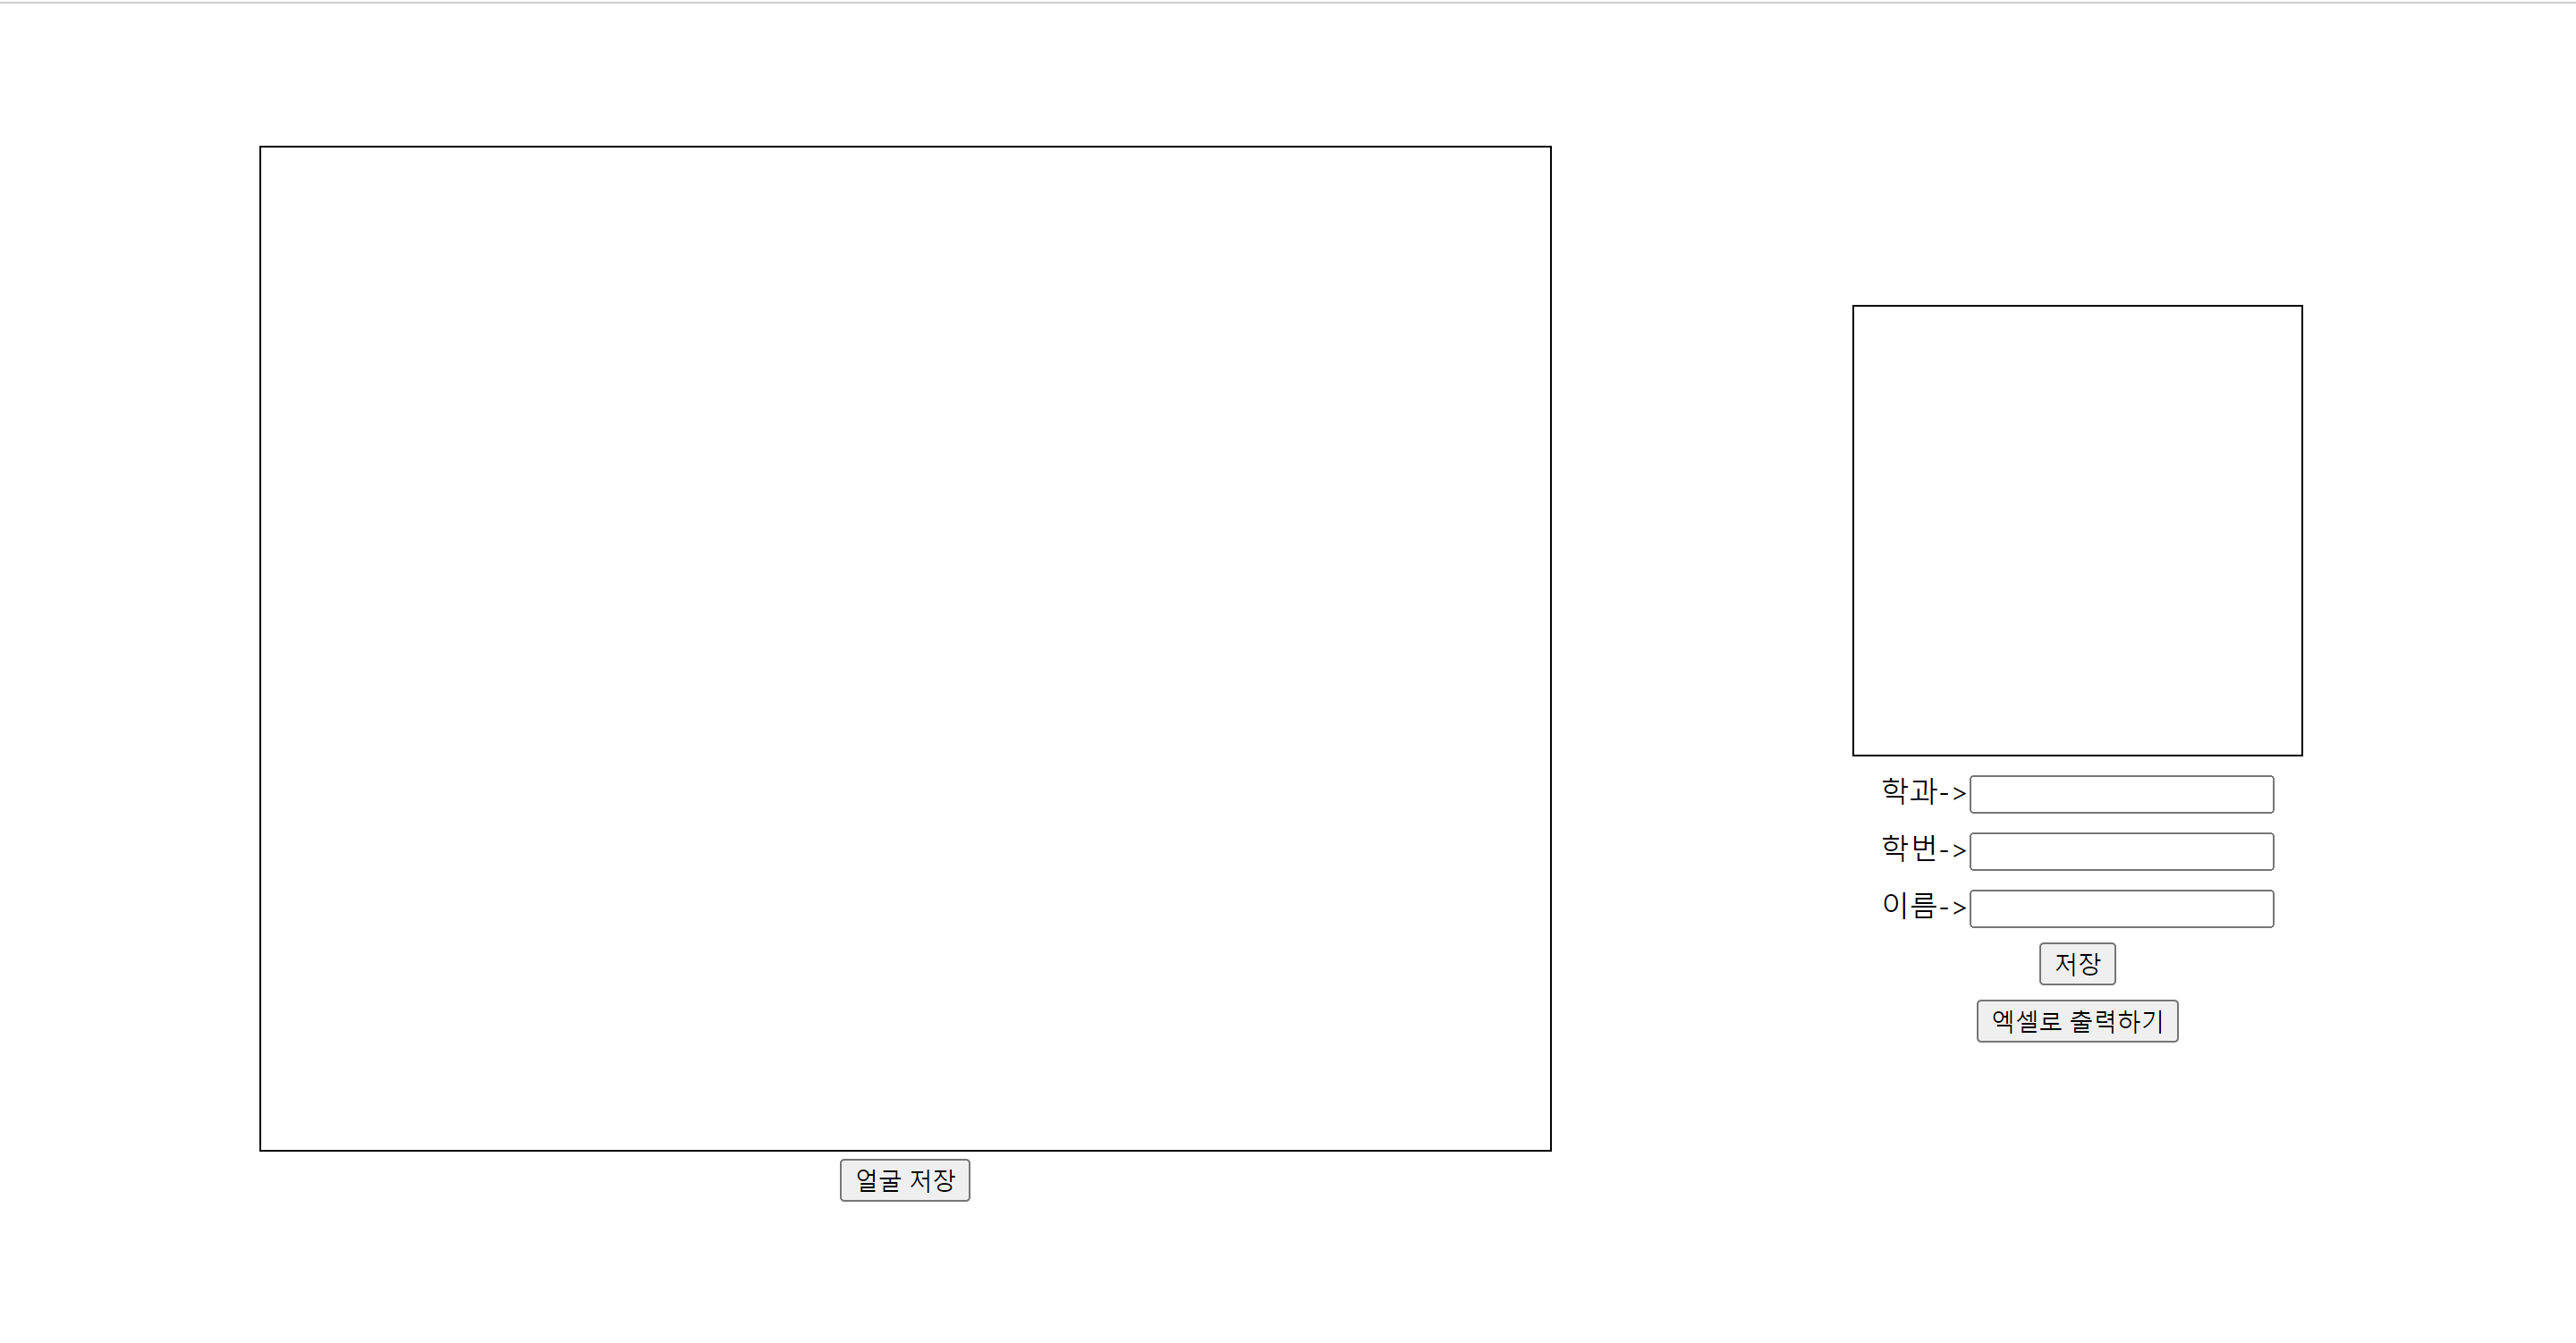 학과->
학번->
이름->
저장
엑셀로 출력하기
얼굴 저장